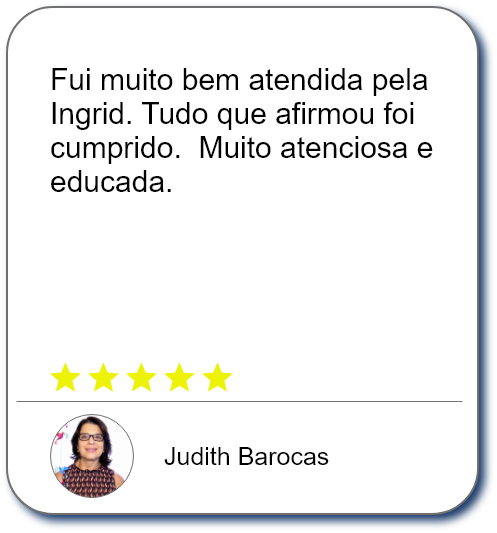 Fui muito bem atendida pela
Ingrid. Tudo que afirmou foi
cumprido.  Muito atenciosa e
educada.
Judith Barocas